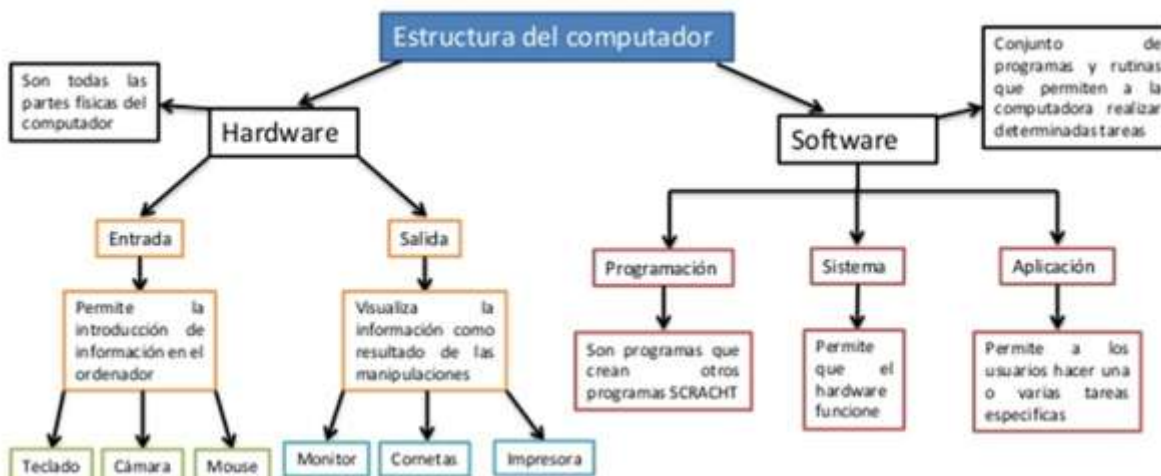 Estructura del computador
Son todas las
partes físicas del
computador
Hardware
Conjunto de
programas y rutinas
que permiten a la
computadora realizar
determinadas tareas
Software
Entrada
Salida
Programación
Sistema
Aplicación
Permite la
introducción de
información en el
ordenador
Visualiza la
información como
resultado de las
manipulaciones
Son programas que
crean otros
programas SCRACHT
Permite
que el
hardware
funcione
Permite a los
usuarios hacer una
o varias tareas
especificas
Teclado
Cámara
Mouse
Monitor
Cornetas
Impresora